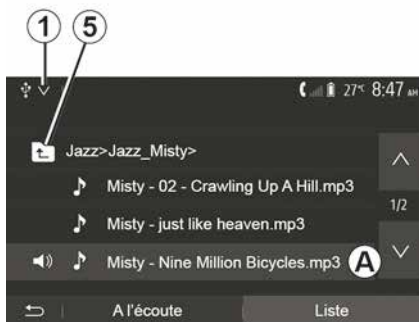 1 5
27°C 8:47 AM
Jazz>Jazz_Misty>
Misty - 02 - Crawling Up A Hill.mp3
1/2
Misty - just like heaven.mp3
Misty - Nine Million Bicycles.mp3 A
A l'écoute Liste